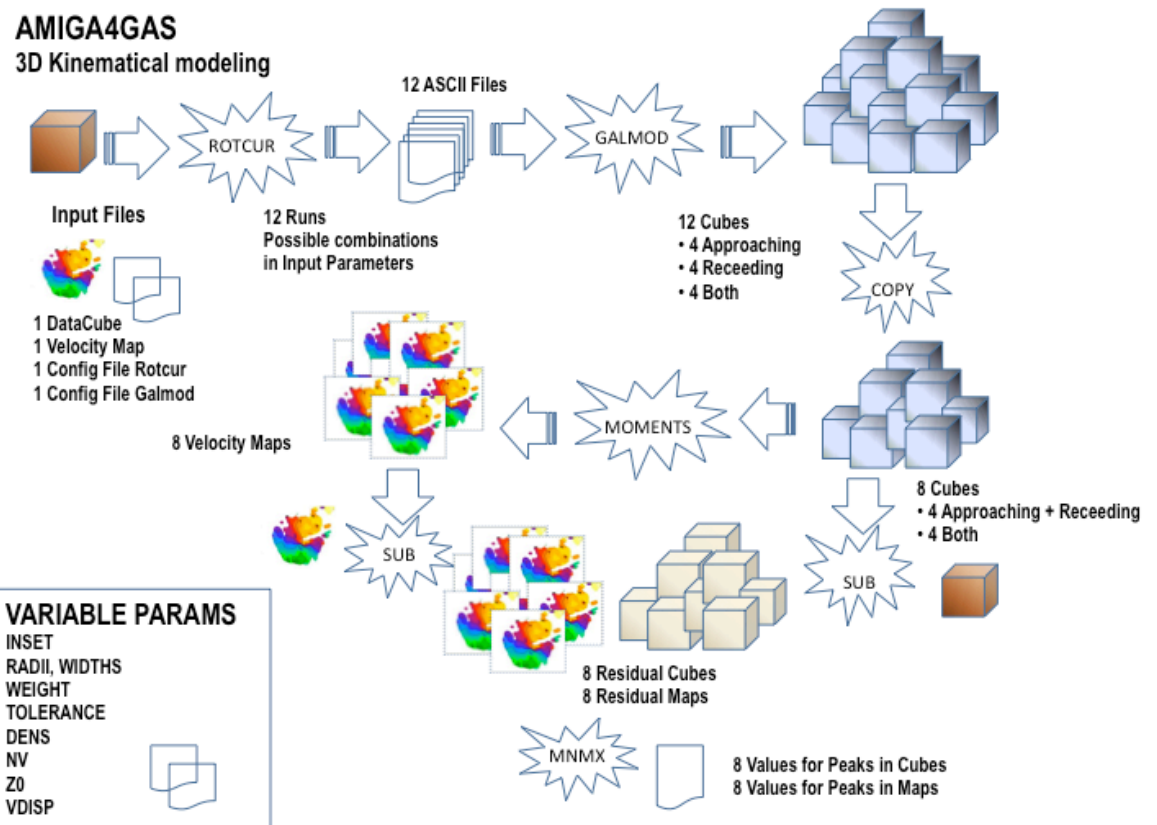 AMIGA4GAS
3D Kinematical modeling
12 ASCII Files
ROTCUR
GALMOD
Input Files
12 Runs
Possible combinations
in Input Parameters
12 Cubes
• 4 Approaching
• 4 Receeding
• 4 Both
COPY
1 DataCube
1 Velocity Map
1 Config File Rotcur
1 Config File Galmod
8 Velocity Maps
MOMENTS
8 Cubes
• 4 Approaching + Receeding
• 4 Both
SUB
SUB
8 Residual Cubes
8 Residual Maps
MNMX
8 Values for Peaks in Cubes
8 Values for Peaks in Maps
VARIABLE PARAMS
INSET
RADII, WIDTHS
WEIGHT
TOLERANCE
DENS
NV
Z0
VDISP